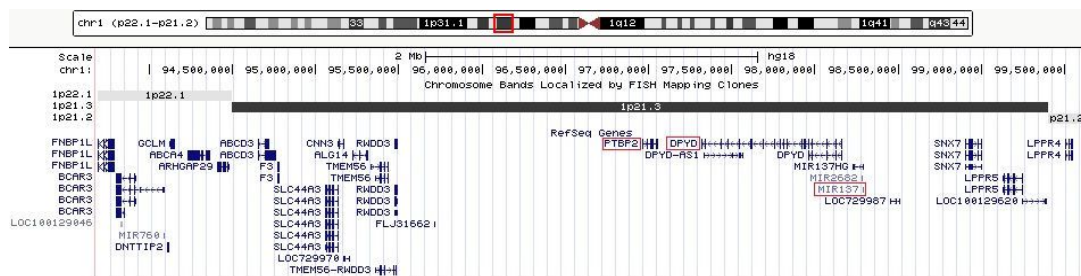 chr1 (p22.1-p21.2) 33 1p31.1 1q12 1q41 q43 44
Scale 2 Mb hg18
chr1: 94,500,000 95,000,000 95,500,000 96,000,000 96,500,000 97,000,000 97,500,000 98,000,000 98,500,000 99,000,000 99,500,000
Chromosome Bands Localized by FISH Mapping Clones
1p22.1 1p22.1
1p21.3 1p21.3
1p21.2 p21.2
RefSeq Genes
FNBP1L GCLM ABCD3 CNN3 RWDD3 PTBP2 DPYD SNX7 LPPR4
FNBP1L ABCA4 ABCD3 ALG14 DPYD-AS1 DPYD SNX7 LPPR4
FNBP1L ARHGAP29 F3 TMEM56 MIR137HG LPPR5
BCAR3 F3 TMEM56 MIR2682 LPPR5
BCAR3 SLC44A3 RWDD3 MIR137 LPPR5
BCAR3 SLC44A3 RWDD3 LOC729987 LOC100129620
BCAR3 SLC44A3 RWDD3
LOC100129046 SLC44A3 FLJ31662
MIR760 SLC44A3
DNTTIP2 SLC44A3
LOC729970
TMEM56-RWDD3